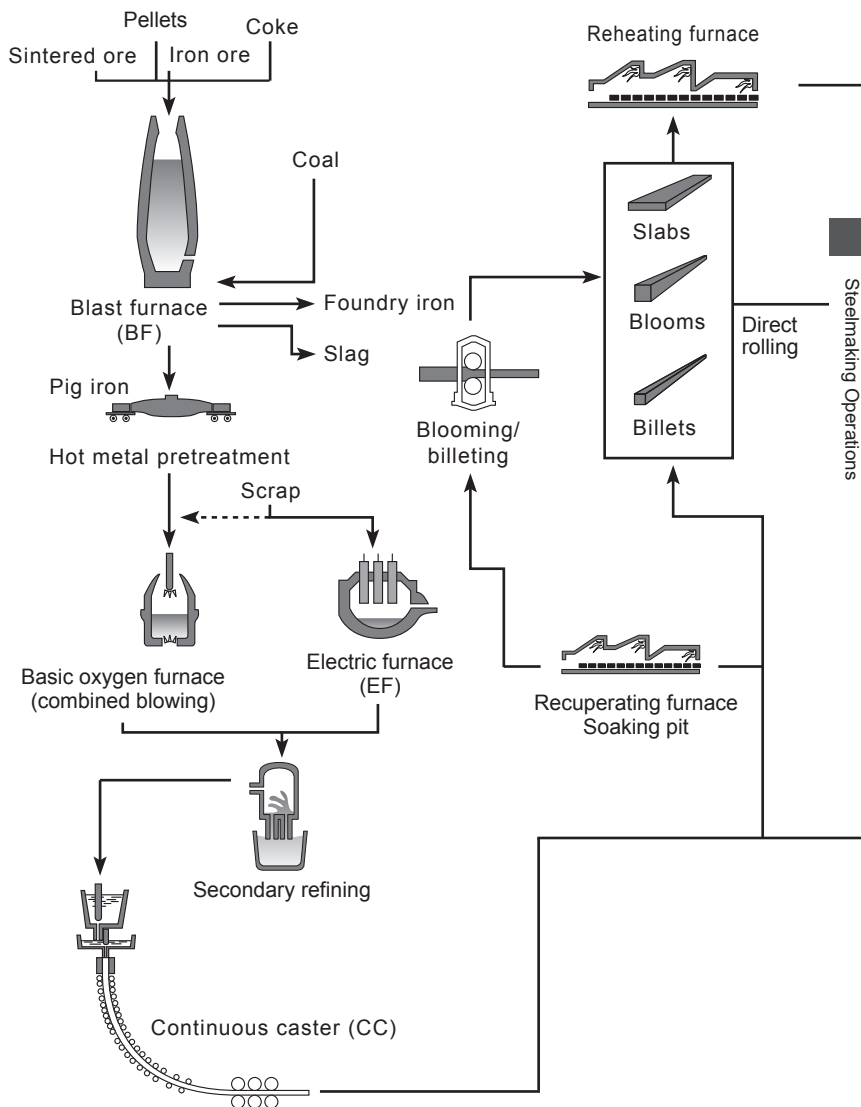 Pellets
Coke
Sintered ore
Iron ore
Coal
Blast furnace
(BF)
Foundry iron
Slag
Pig iron
Hot metal pretreatment
Scrap
Basic oxygen furnace
(combined blowing)
Electric furnace
(EF)
Secondary refining
Continuous caster (CC)
Reheating furnace
Slabs
Blooms
Billets
Direct
rolling
Blooming/
billeting
Recuperating furnace
Soaking pit
Steelmaking Operations